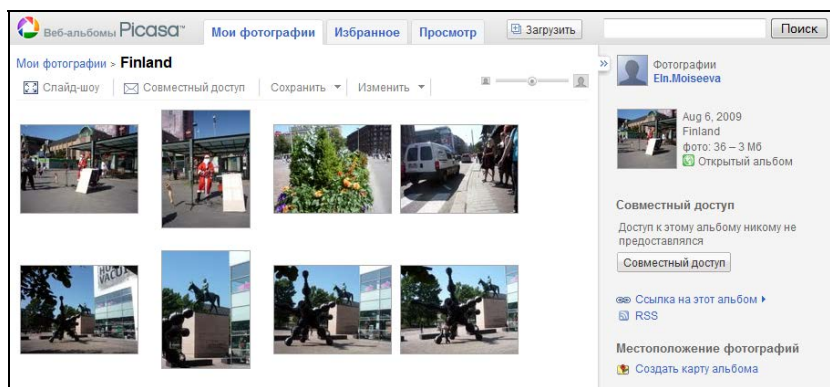 Веб-альбомы Picasa™
Мои фотографии
Избранное
Просмотр
Загрузить
Поиск
Мои фотографии > Finland
Слайд-шоу
Совместный доступ
Сохранить
Изменить
»
Фотографии
Eln.Moiseeva
Aug 6, 2009
Finland
фото: 36 – 3 Мб
Открытый альбом
Совместный доступ
Доступ к этому альбому никому не
предоставлялся
Совместный доступ
Ссылка на этот альбом
RSS
Местоположение фотографий
Создать карту альбома